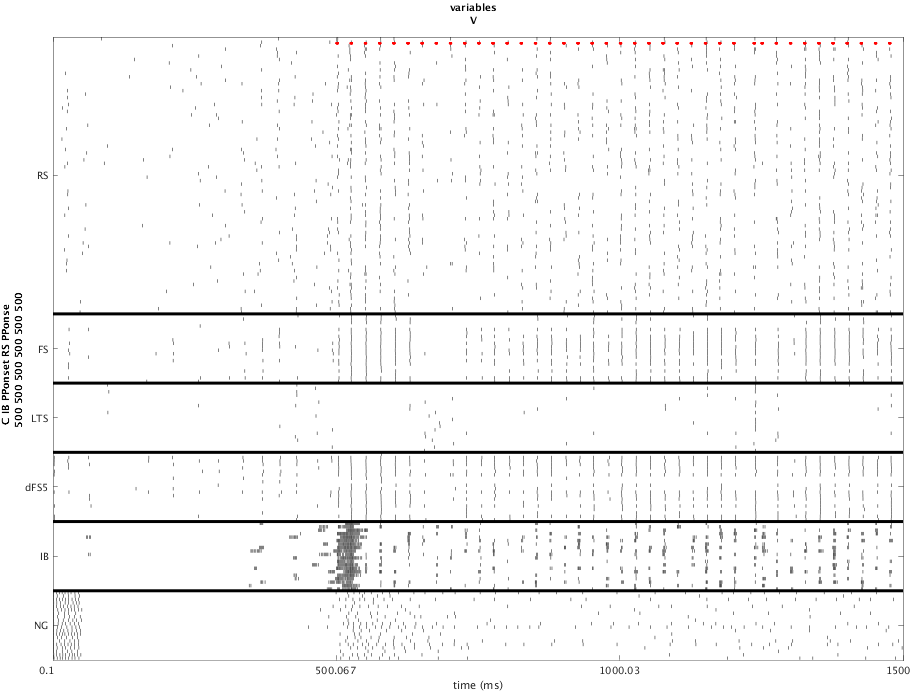 variables
V
C IB PPonset RS PPonse
500 500 500 500 500 500
RS
FS
LTS
dFS5
IB
NG
0.1
500.067
1000.03
1500
time (ms)